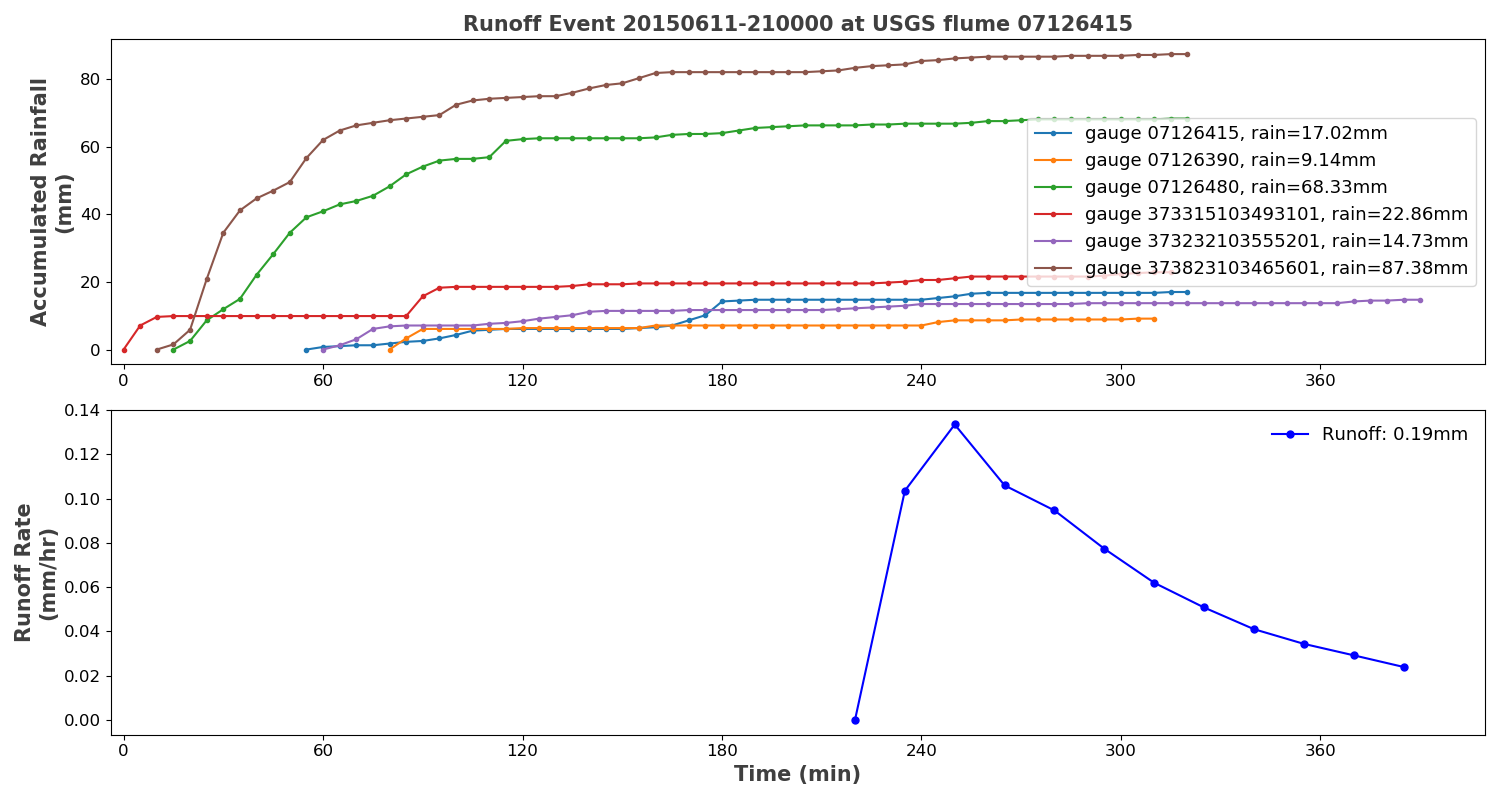 Runoff Event 20150611-210000 at USGS flume 07126415
Accumulated Rainfall
(mm)
80
60
40
20
0
gauge 07126415, rain=17.02mm
gauge 07126390, rain=9.14mm
gauge 07126480, rain=68.33mm
gauge 373315103493101, rain=22.86mm
gauge 373232103555201, rain=14.73mm
gauge 373823103465601, rain=87.38mm
0 60 120 180 240 300 360
Runoff Rate
(mm/hr)
0.14
0.12
0.10
0.08
0.06
0.04
0.02
0.00
Runoff: 0.19mm
0 60 120 180 240 300 360
Time (min)